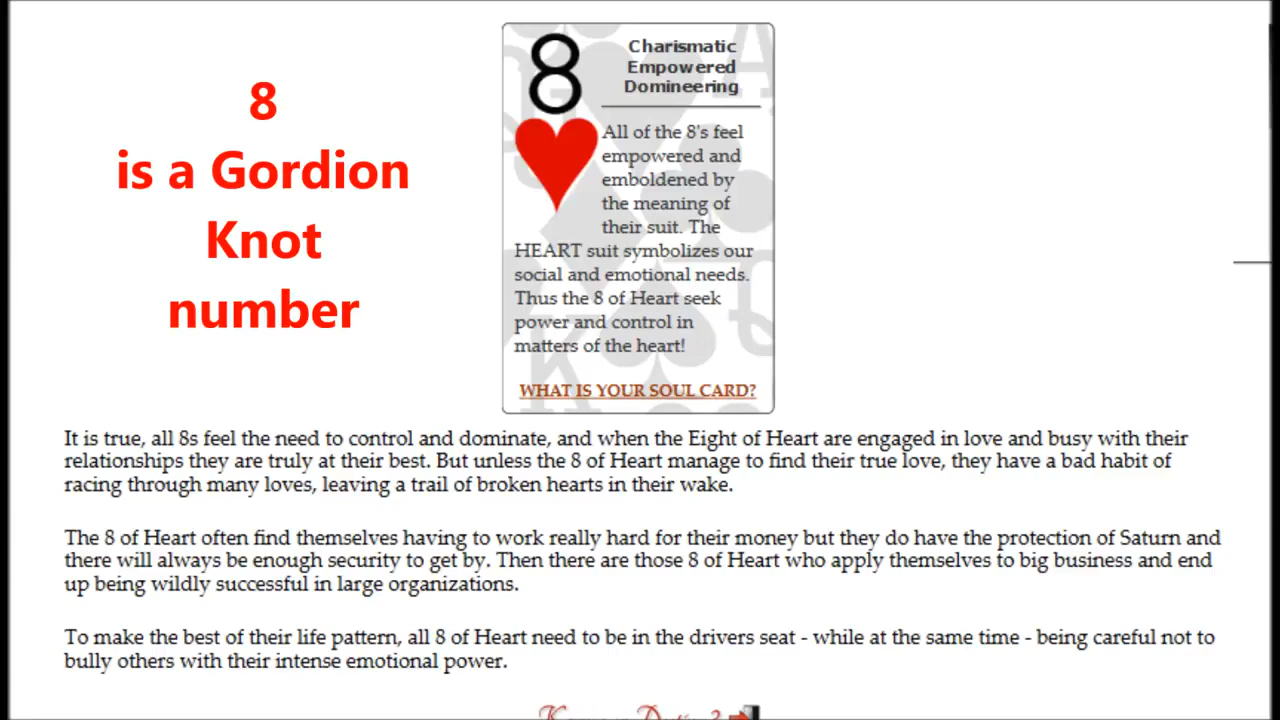 8
is a Gordion
Knot
number
8
Charismatic
Empowered
Domineering
All of the 8's feel
empowered and
emboldened by
the meaning of
their suit. The
HEART suit symbolizes our
social and emotional needs.
Thus the 8 of Heart seek
power and control in
matters of the heart!
WHAT IS YOUR SOUL CARD?
It is true, all 8s feel the need to control and dominate, and when the Eight of Heart are engaged in love and busy with their
relationships they are truly at their best. But unless the 8 of Heart manage to find their true love, they have a bad habit of
racing through many loves, leaving a trail of broken hearts in their wake.
The 8 of Heart often find themselves having to work really hard for their money but they do have the protection of Saturn and
there will always be enough security to get by. Then there are those 8 of Heart who apply themselves to big business and end
up being wildly successful in large organizations.
To make the best of their life pattern, all 8 of Heart need to be in the drivers seat - while at the same time - being careful not to
bully others with their intense emotional power.